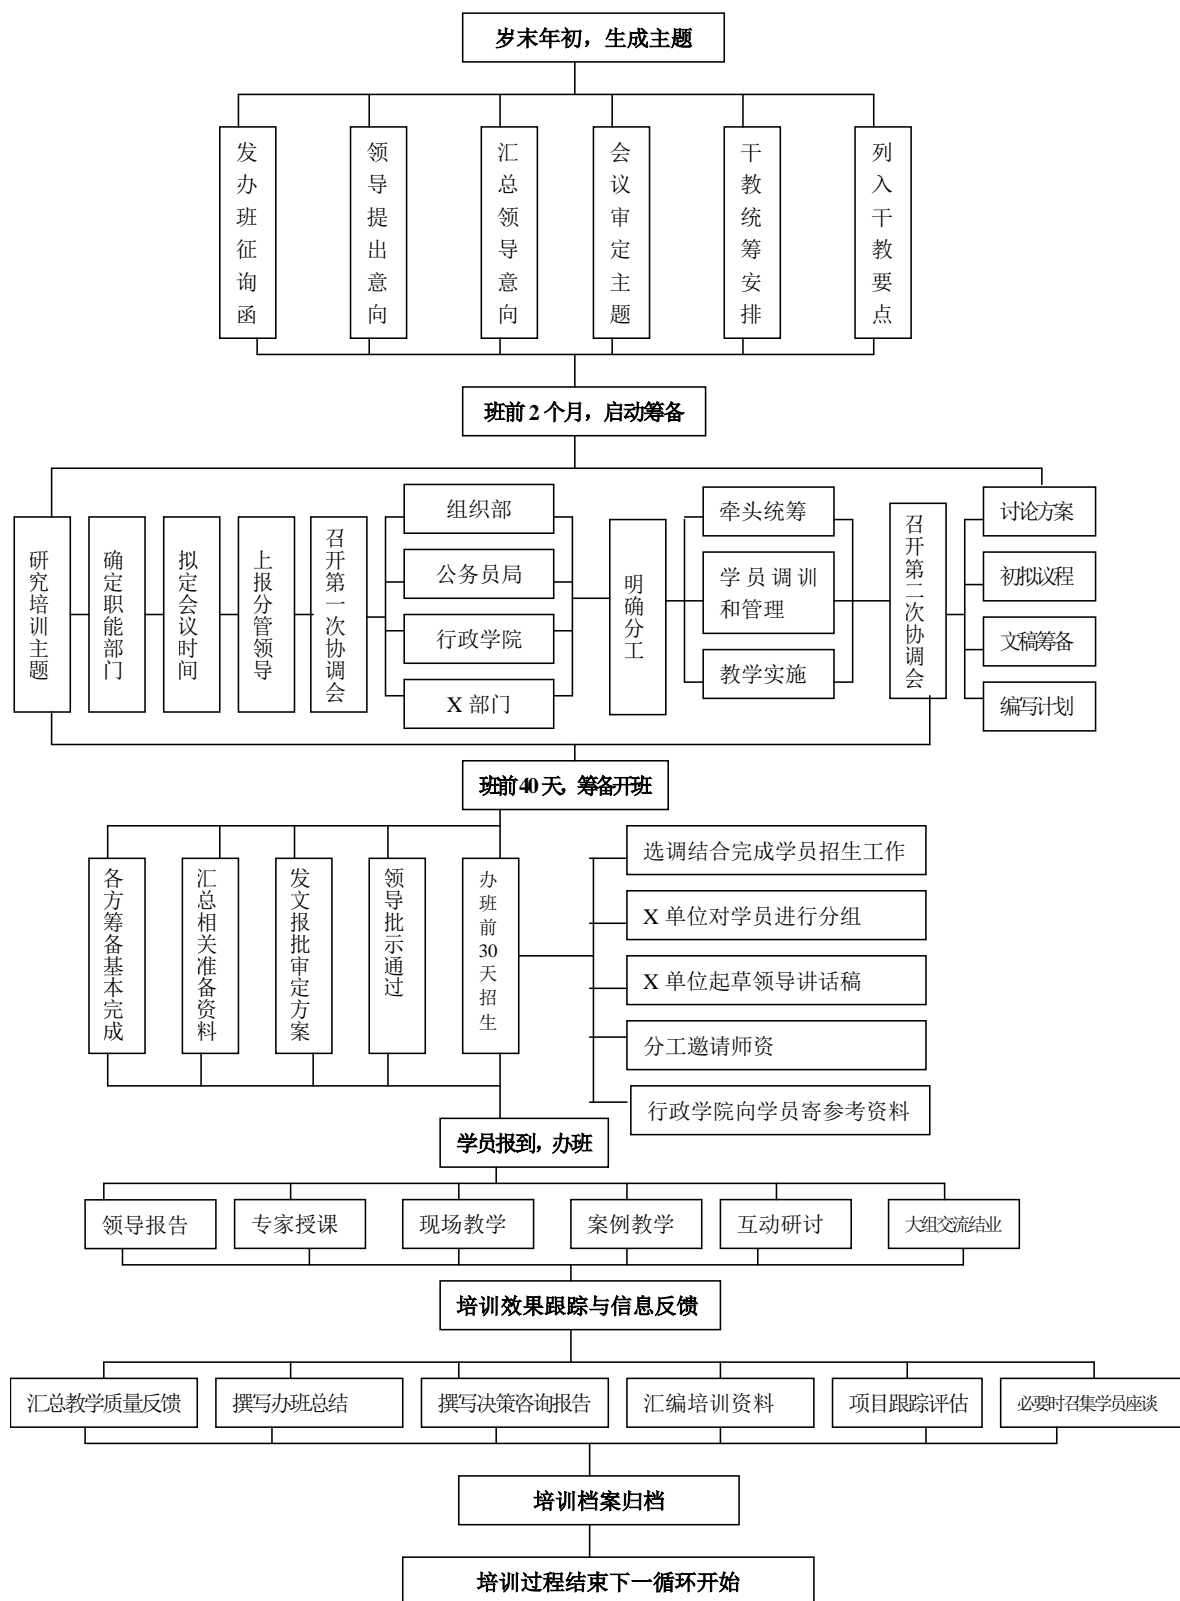 岁末年初，生成主题
发办班征询函
领导提出意向
汇总领导意向
会议审定主题
干教统筹安排
列入干教要点
班前 2 个月，启动筹备
研究培训主题
确定职能部门
拟定会议时间
上报分管领导
召开第一次协调会
组织部
公务员局
行政学院
X 部门
明确分工
牵头统筹
学员调训
和管理
教学实施
召开第二次协调会
讨论方案
初拟议程
文稿筹备
编写计划
班前 40 天，筹备开班
各方筹备基本完成
汇总相关准备资料
发文报批审定方案
领导批示通过
办班前30天招生
选调结合完成学员招生工作
X 单位对学员进行分组
X 单位起草领导讲话稿
分工邀请师资
行政学院向学员寄参考资料
学员报到，办班
领导报告
专家授课
现场教学
案例教学
互动研讨
大组交流结业
培训效果跟踪与信息反馈
汇总教学质量反馈
撰写办班总结
撰写决策咨询报告
汇编培训资料
项目跟踪评估
必要时召集学员座谈
培训档案归档
培训过程结束下一循环开始